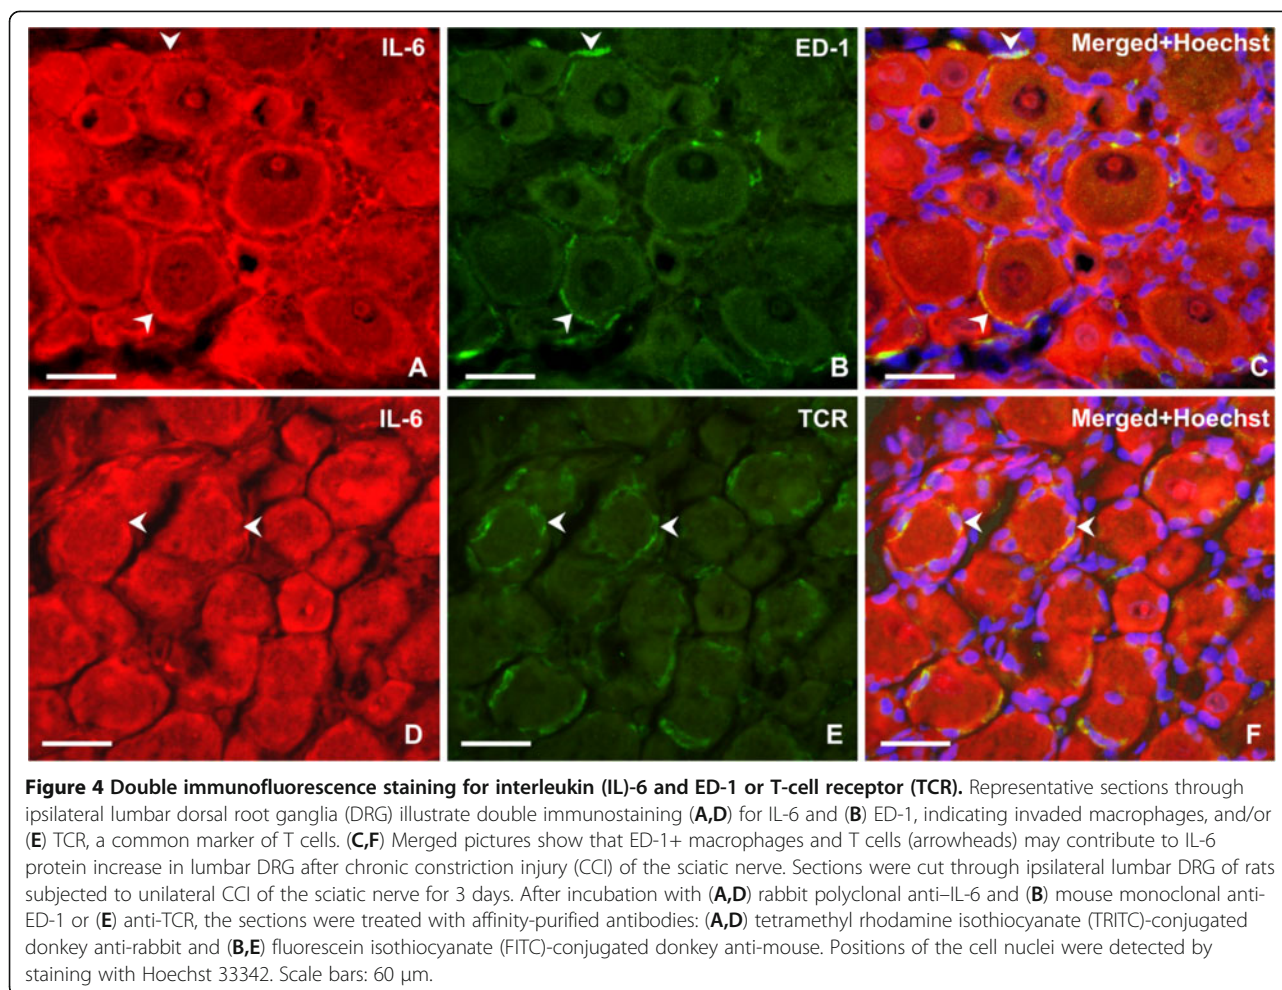 IL-6
ED-1
Merged+Hoechst
A
B
C
IL-6
TCR
Merged+Hoechst
D
E
F
Figure 4 Double immunofluorescence staining for interleukin (IL)-6 and ED-1 or T-cell receptor (TCR). Representative sections through
ipsilateral lumbar dorsal root ganglia (DRG) illustrate double immunostaining (A,D) for IL-6 and (B) ED-1, indicating invaded macrophages, and/or
(E) TCR, a common marker of T cells. (C,F) Merged pictures show that ED-1+ macrophages and T cells (arrowheads) may contribute to IL-6
protein increase in lumbar DRG after chronic constriction injury (CCI) of the sciatic nerve. Sections were cut through ipsilateral lumbar DRG of rats
subjected to unilateral CCI of the sciatic nerve for 3 days. After incubation with (A,D) rabbit polyclonal anti–IL-6 and (B) mouse monoclonal anti-
ED-1 or (E) anti-TCR, the sections were treated with affinity-purified antibodies: (A,D) tetramethyl rhodamine isothiocyanate (TRITC)-conjugated
donkey anti-rabbit and (B,E) fluorescein isothiocyanate (FITC)-conjugated donkey anti-mouse. Positions of the cell nuclei were detected by
staining with Hoechst 33342. Scale bars: 60 μm.